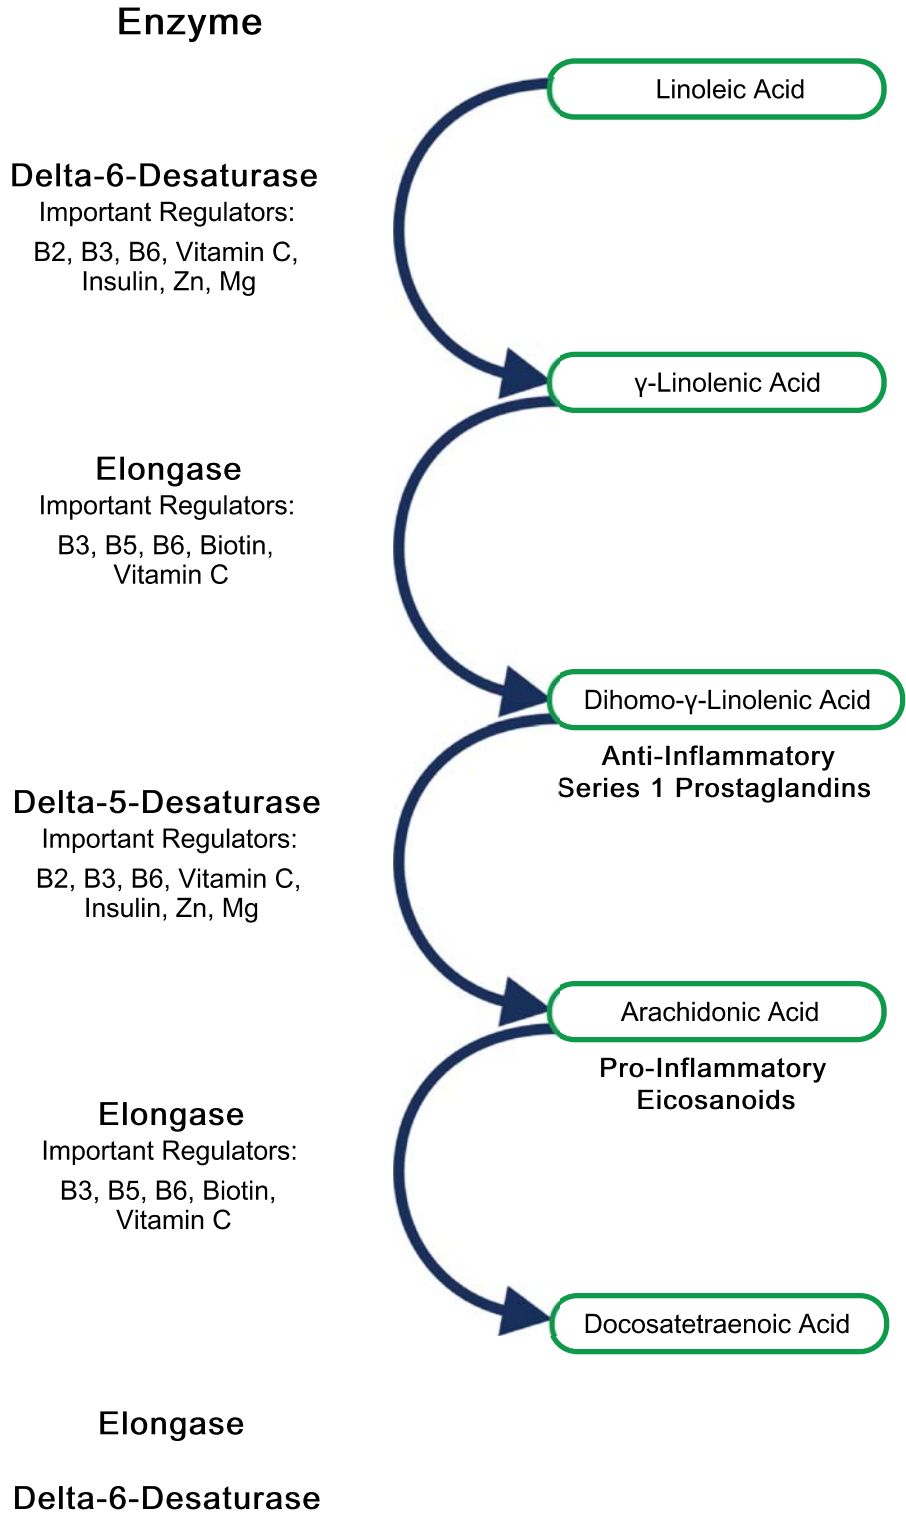 Enzyme
Linoleic Acid
Delta-6-Desaturase
Important Regulators:
B2, B3, B6, Vitamin C,
Insulin, Zn, Mg
γ-Linolenic Acid
Elongase
Important Regulators:
B3, B5, B6, Biotin,
Vitamin C
Dihomo-γ-Linolenic Acid
Anti-Inflammatory
Series 1 Prostaglandins
Delta-5-Desaturase
Important Regulators:
B2, B3, B6, Vitamin C,
Insulin, Zn, Mg
Arachidonic Acid
Pro-Inflammatory
Eicosanoids
Elongase
Important Regulators:
B3, B5, B6, Biotin,
Vitamin C
Docosatetraenoic Acid
Elongase
Delta-6-Desaturase